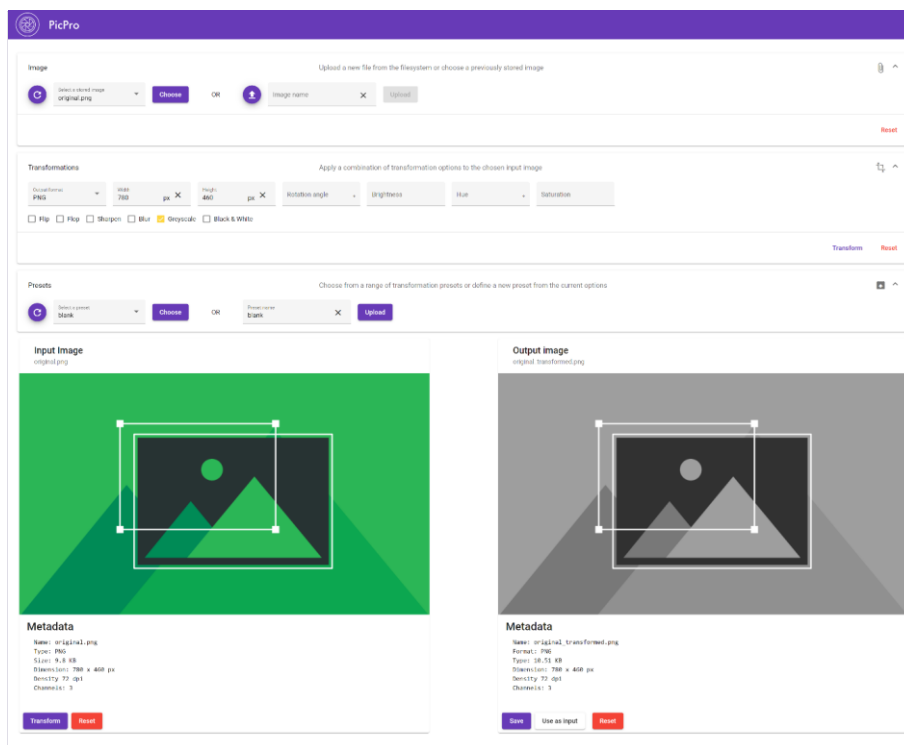 PicPro
Image
Upload a new file from the filesystem or choose a previously stored image
Select a stored image
original.png
Choose
OR
Image name
Upload
Reset
Transformations
Apply a combination of transformation options to the chosen input image
Output format
PNG
Width
780
px
Height
460
px
Rotation angle
Brightness
Hue
Saturation
Flip
Flop
Sharpen
Blur
Greyscale
Black & White
Transform
Reset
Presets
Choose from a range of transformation presets or define a new preset from the current options
Select a preset
blank
Choose
OR
Preset name
blank
Upload
Input Image
original.png
Metadata
Name: original.png
Type: PNG
Size: 9.8 KB
Dimension: 780 x 460 px
Density 72 dpi
Channels: 3
Transform
Reset
Output image
original_transformed.png
Metadata
Name: original_transformed.png
Format: PNG
Type: 10.51 KB
Dimension: 780 x 460 px
Density 72 dpi
Channels: 3
Save
Use as input
Reset